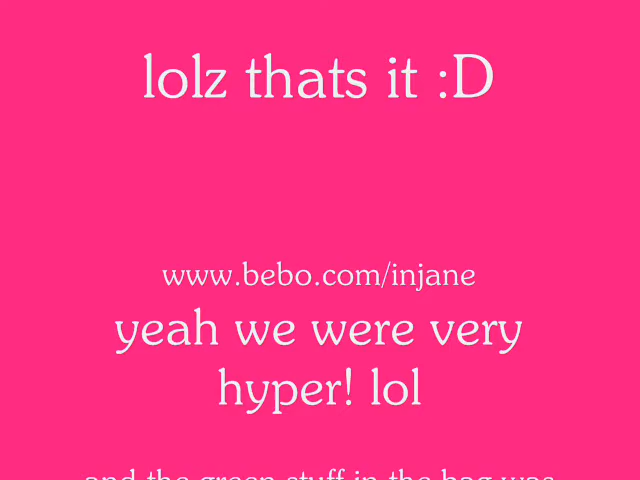 lolz thats it :D
www.bebo.com/injane
yeah we were very
hyper! lol
and the green stuff in the bag was